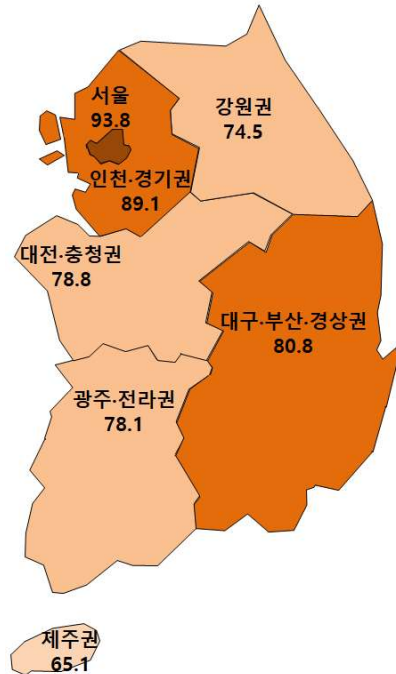 서울
93.8
강원권
74.5
인천·경기권
89.1
대전·충청권
78.8
대구·부산·경상권
80.8
광주·전라권
78.1
제주권
65.1